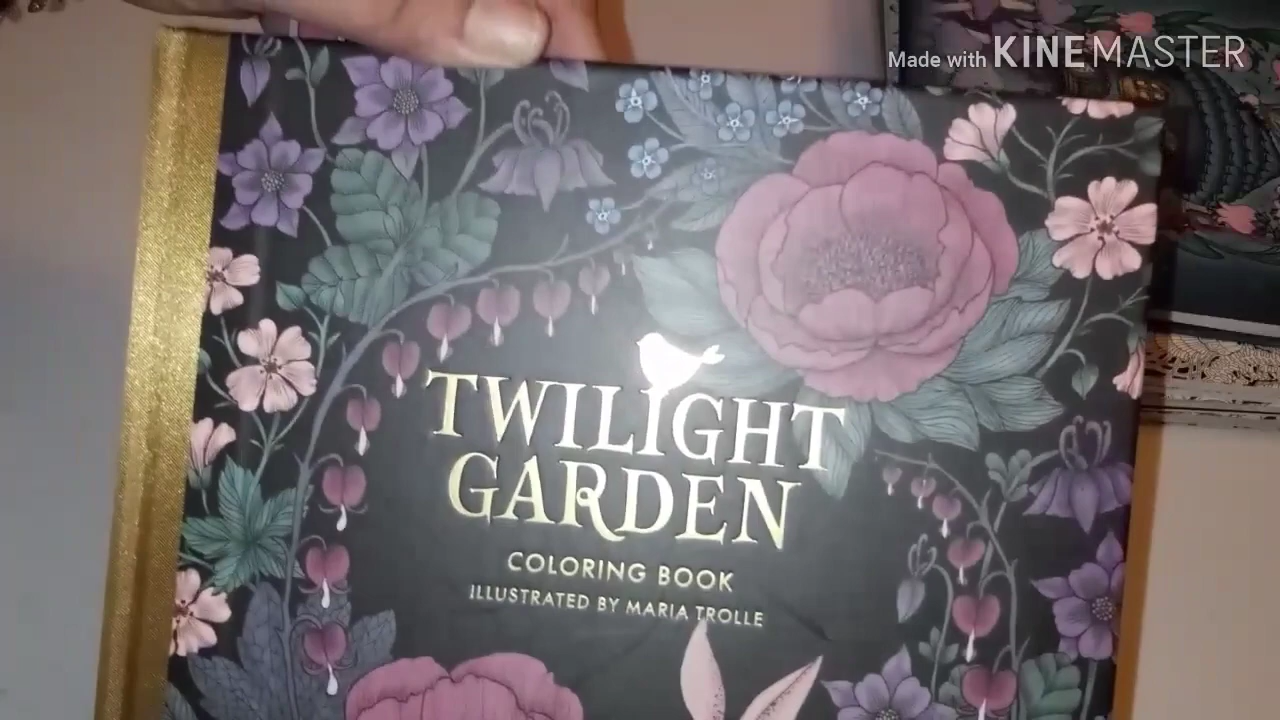 Made with KINEMASTER
TWILIGHT
GARDEN
COLORING BOOK
ILLUSTRATED BY MARIA TROLLE